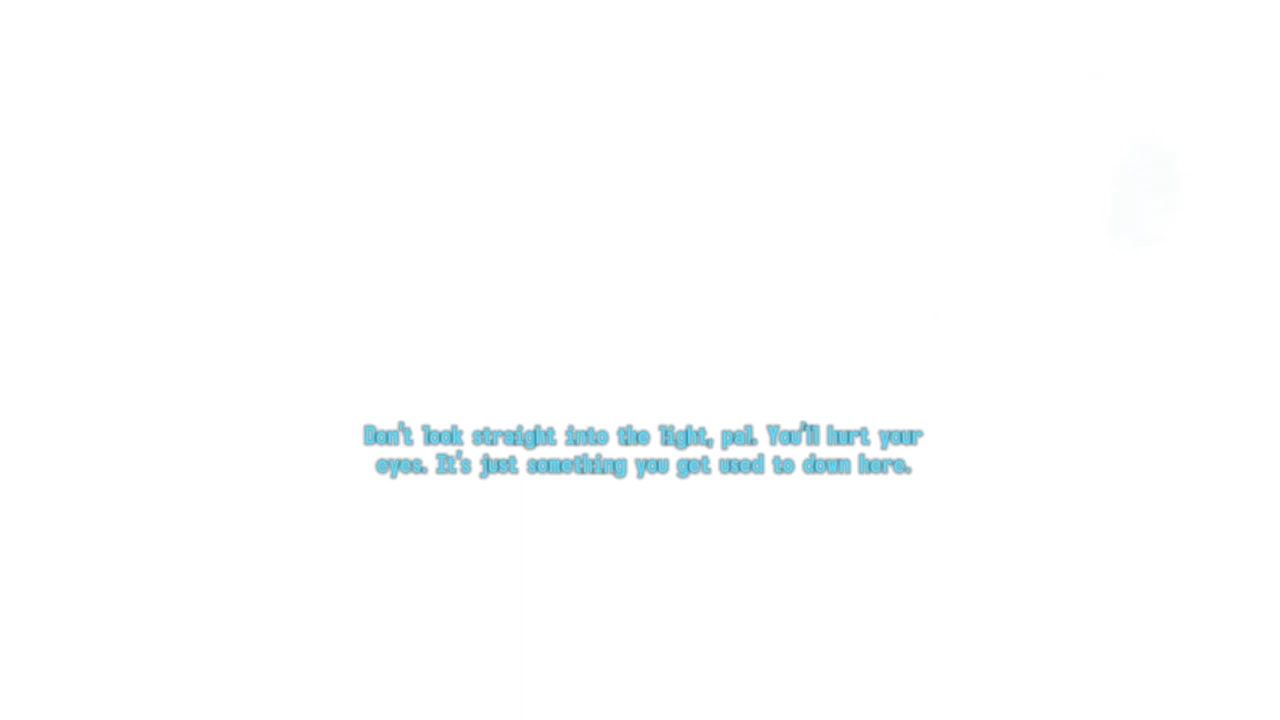 Don't look straight into the light, pal. You'll hurt your
eyes. It's just something you get used to down here.